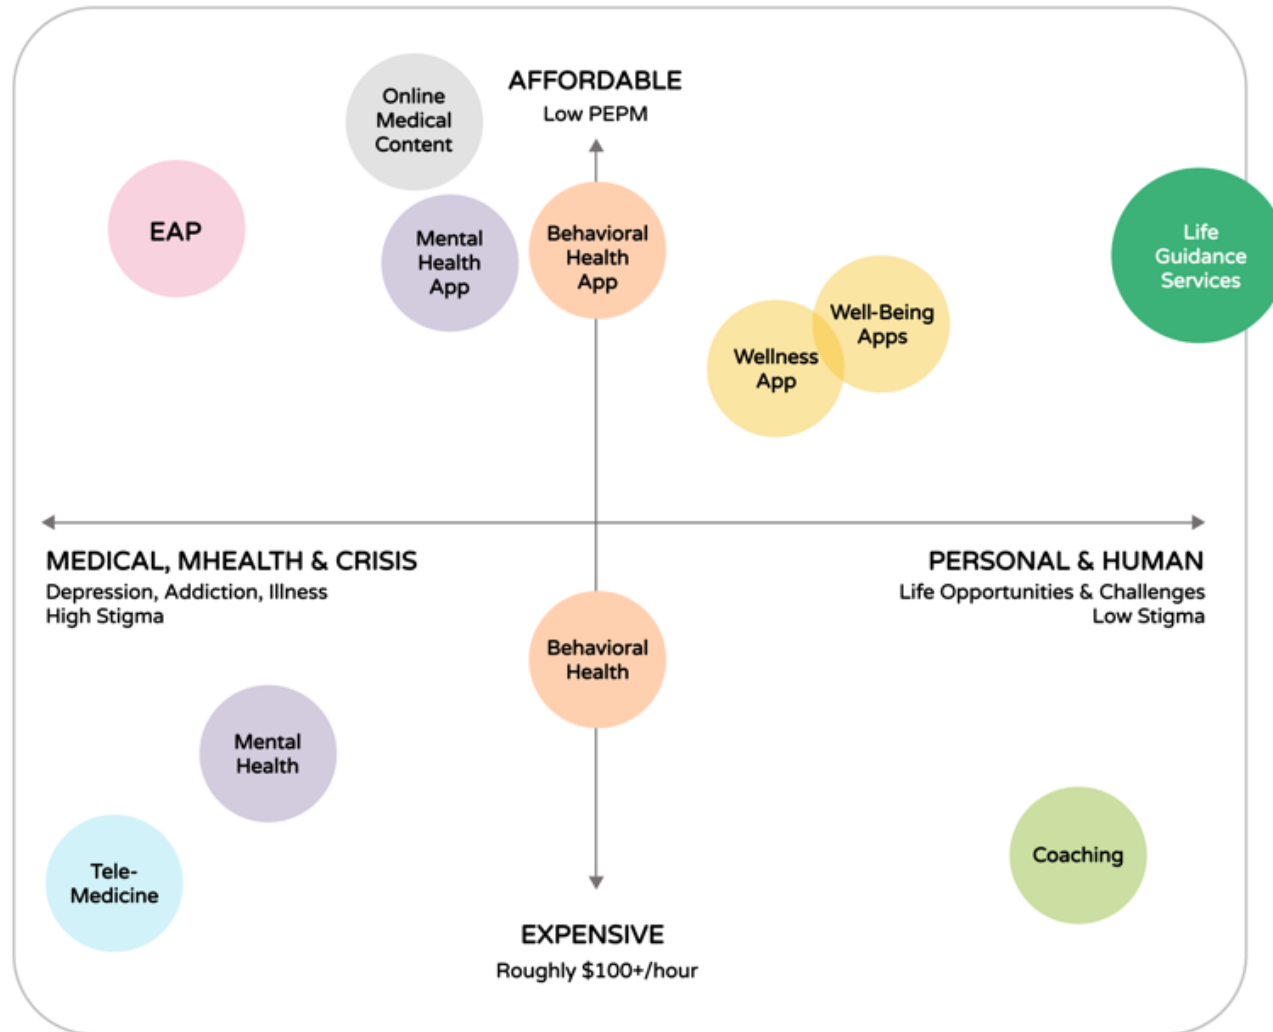 AFFORDABLE
Low PEPM
Online
Medical
Content
EAP
Mental
Health
App
Behavioral
Health
App
Life
Guidance
Services
Well-Being
Apps
Wellness
App
MEDICAL, MHEALTH & CRISIS
Depression, Addiction, Illness
High Stigma
PERSONAL & HUMAN
Life Opportunities & Challenges
Low Stigma
Behavioral
Health
Mental
Health
Tele-
Medicine
Coaching
EXPENSIVE
Roughly $100+/hour